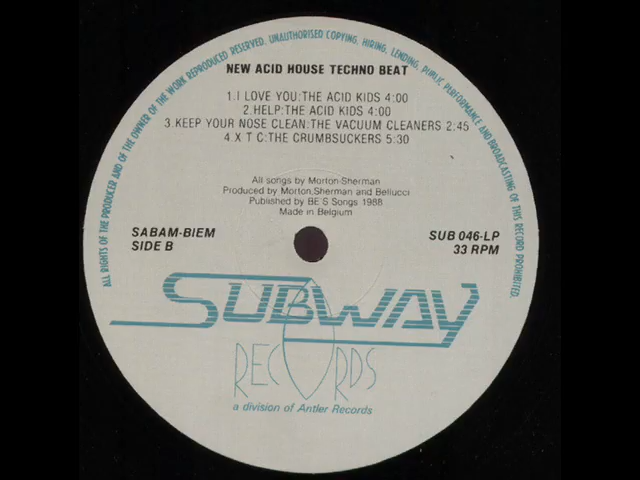 ALL RIGHTS OF THE PRODUCER AND OF THE OWNER OF THE WORK REPRODUCED RESERVED. UNAUTHORISED COPYING, HIRING, LENDING, PUBLIC PERFORMANCE AND BROADCASTING OF THIS RECORD PROHIBITED.
NEW ACID HOUSE TECHNO BEAT
1.I LOVE YOU:THE ACID KIDS 4:00
2.HELP:THE ACID KIDS 4:00
3.KEEP YOUR NOSE CLEAN:THE VACUUM CLEANERS 2:45
4.X T C:THE CRUMBSUCKERS 5:30
All songs by Morton-Sherman
Produced by Morton,Sherman and Bellucci
Published by BE S Songs 1988
Made in Belgium
SABAM-BIEM
SIDE B
SUB 046-LP
33 RPM
SUBWAY
RECORDS
a division of Antler Records